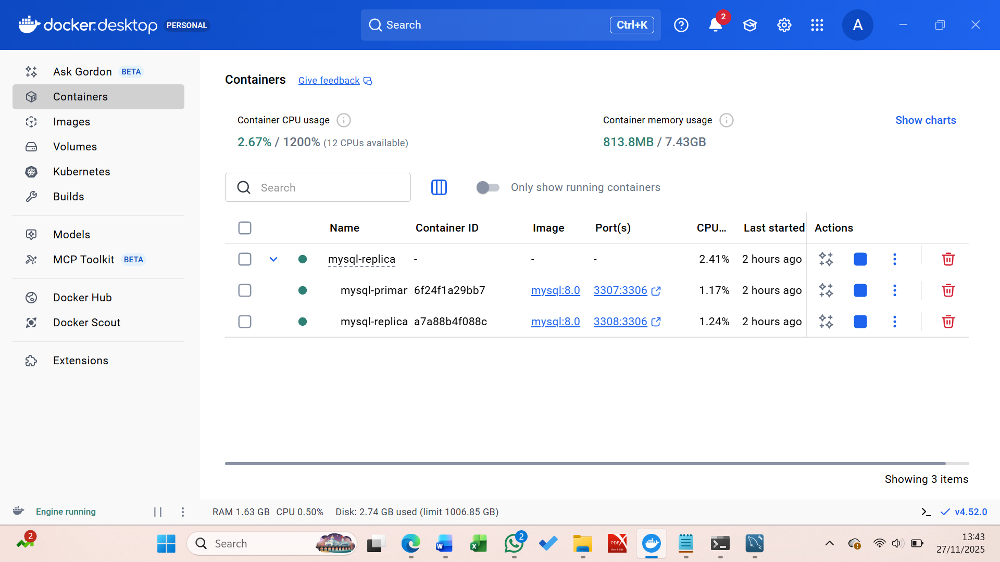 docker.desktop PERSONAL
Search
Ctrl+K
2
A
Ask Gordon BETA
Containers
Images
Volumes
Kubernetes
Builds
Models
MCP Toolkit BETA
Docker Hub
Docker Scout
Extensions
Containers Give feedback
Container CPU usage
2.67% / 1200% (12 CPUs available)
Container memory usage
813.8MB / 7.43GB
Show charts
Search
Only show running containers
Name Container ID Image Port(s) CPU... Last started Actions
mysql-replica - - - 2.41% 2 hours ago
mysql-primar 6f24f1a29bb7 mysql:8.0 3307:3306 1.17% 2 hours ago
mysql-replica a7a88b4f088c mysql:8.0 3308:3306 1.24% 2 hours ago
Showing 3 items
Engine running
RAM 1.63 GB CPU 0.50% Disk: 2.74 GB used (limit 1006.85 GB)
v4.52.0
2
Search
W
X
2
PDF
View & Edit
13:43
27/11/2025